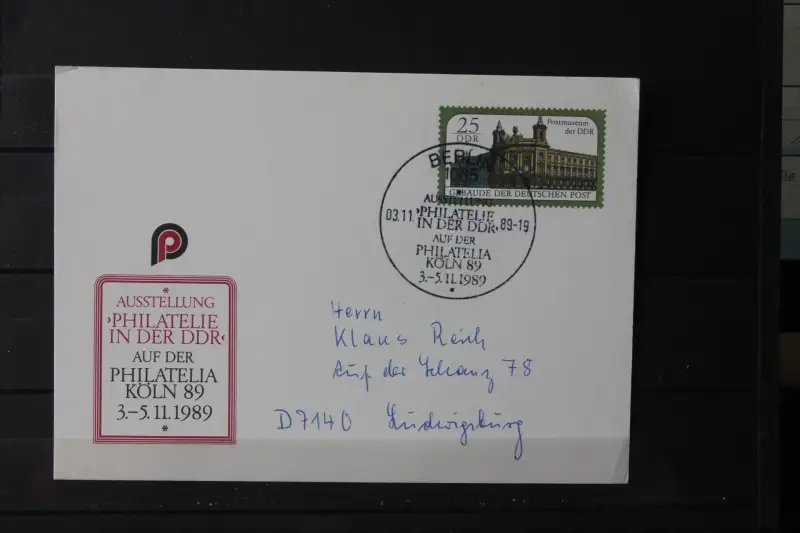 25
DDR
Postmuseum
der DDR
GEBÄUDE DER DEUTSCHEN POST
BERLIN
1085
AUSSTELLUNG
›PHILATELIE
IN DER DDR‹
03.11. 89-19
AUF DER
PHILATELIA
KÖLN 89
3.–5.11.1989
*
*
AUSSTELLUNG
›PHILATELIE
IN DER DDR‹
AUF DER
PHILATELIA
KÖLN 89
3.–5.11.1989
*
Herrn
Klaus Reich
Auf der Schanz 78
D7140 Ludwigsburg